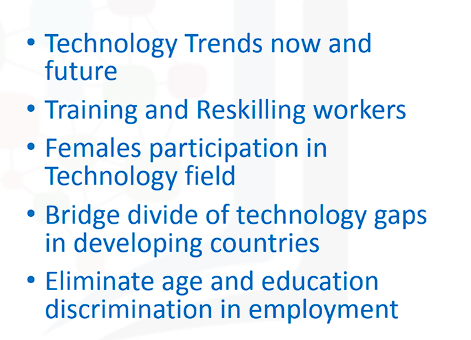 • Technology Trends now and
future
• Training and Reskilling workers
• Females participation in
Technology field
• Bridge divide of technology gaps
in developing countries
• Eliminate age and education
discrimination in employment